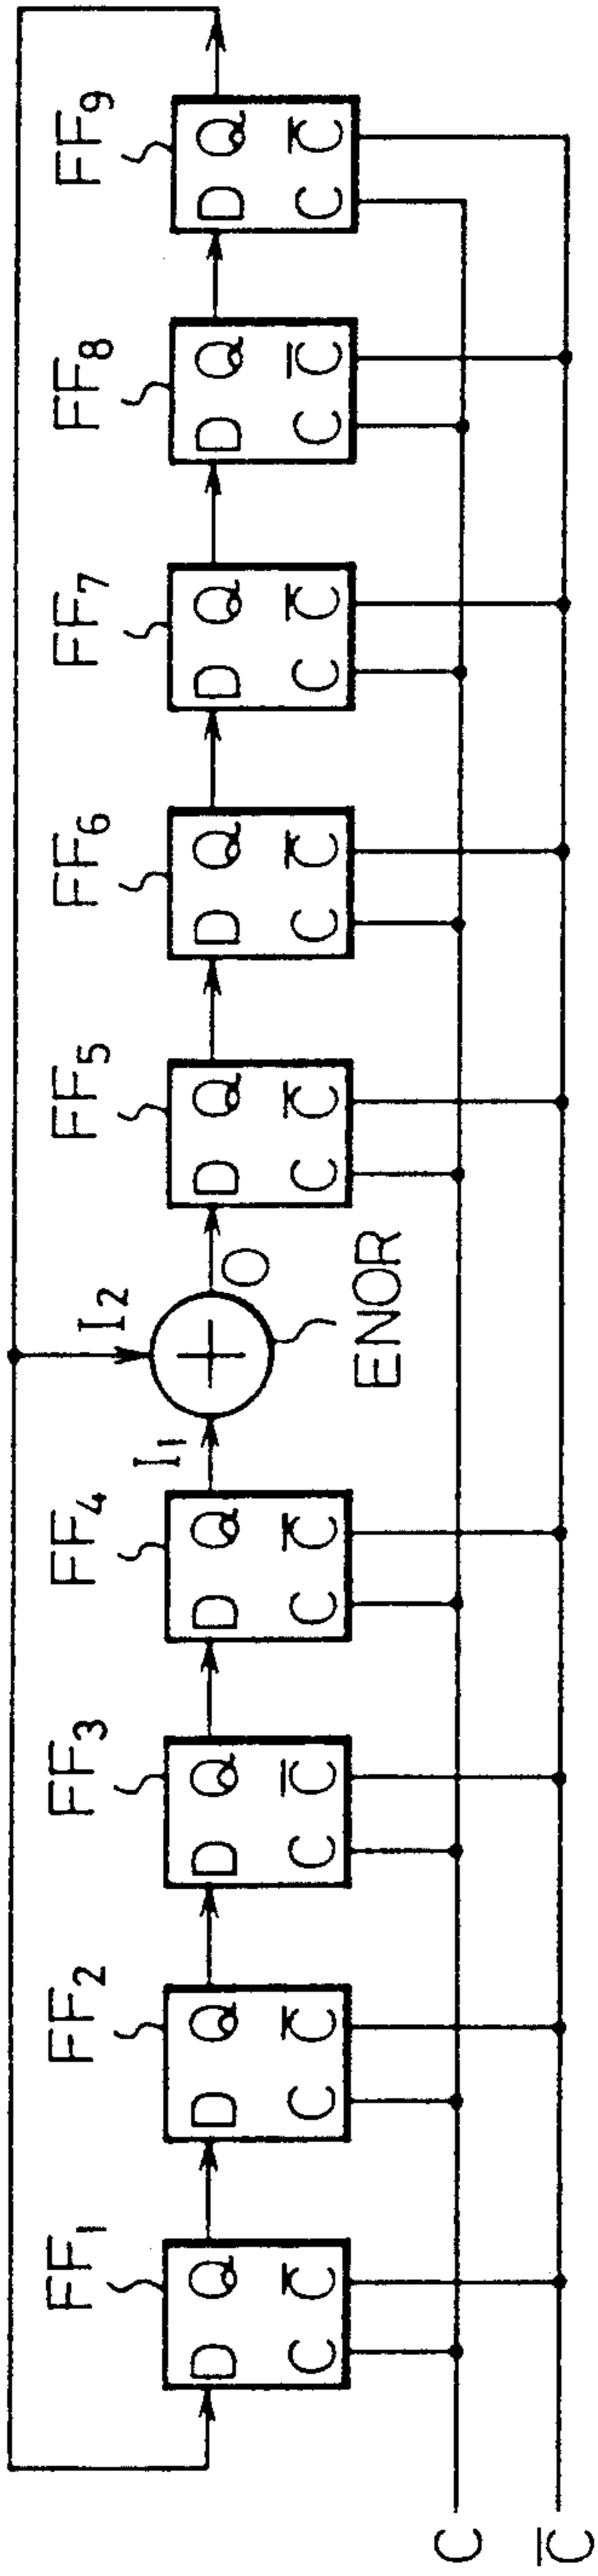 FF₁ FF₂ FF₃ FF₄ FF₅ FF₆ FF₇ FF₈ FF₉
I₂
D Q D Q D Q D Q I₁ O D Q D Q D Q D Q D Q
C C̅ C C̅ C C̅ C C̅ C C̅ C C̅ C C̅ C C̅ C C̅
ENOR
C
C̅